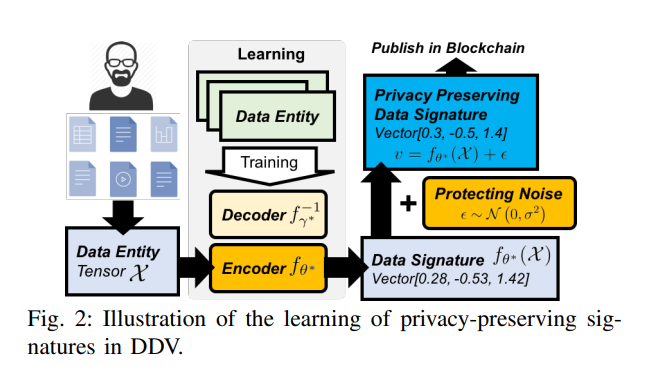 Publish in Blockchain
Learning
Data Entity
Training
Decoder f_{γ*}^{-1}
Encoder f_{θ*}
Data Entity
Tensor 𝒳
Privacy Preserving
Data Signature
Vector[0.3, -0.5, 1.4]
v = f_{θ*}(𝒳) + ϵ
+
Protecting Noise
ϵ ∼ 𝒩(0, σ²)
Data Signature f_{θ*}(𝒳)
Vector[0.28, -0.53, 1.42]
Fig. 2: Illustration of the learning of privacy-preserving sig-
natures in DDV.